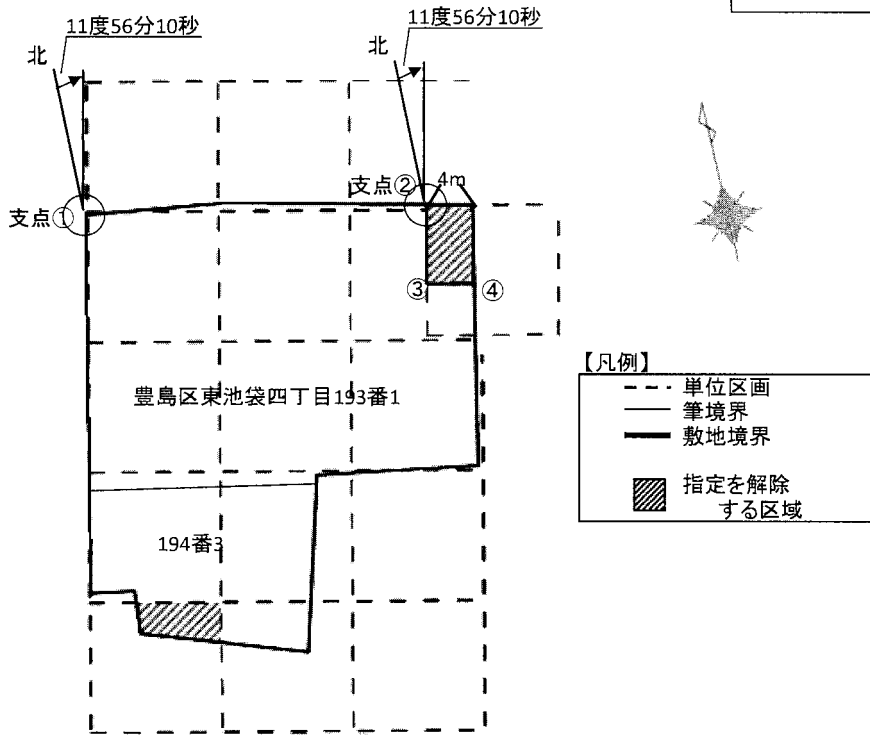 11度56分10秒
11度56分10秒
北
北
支点①
支点②
4m
③
④
豊島区東池袋四丁目193番1
194番3
【凡例】
単位区画
筆境界
敷地境界
指定を解除
する区域